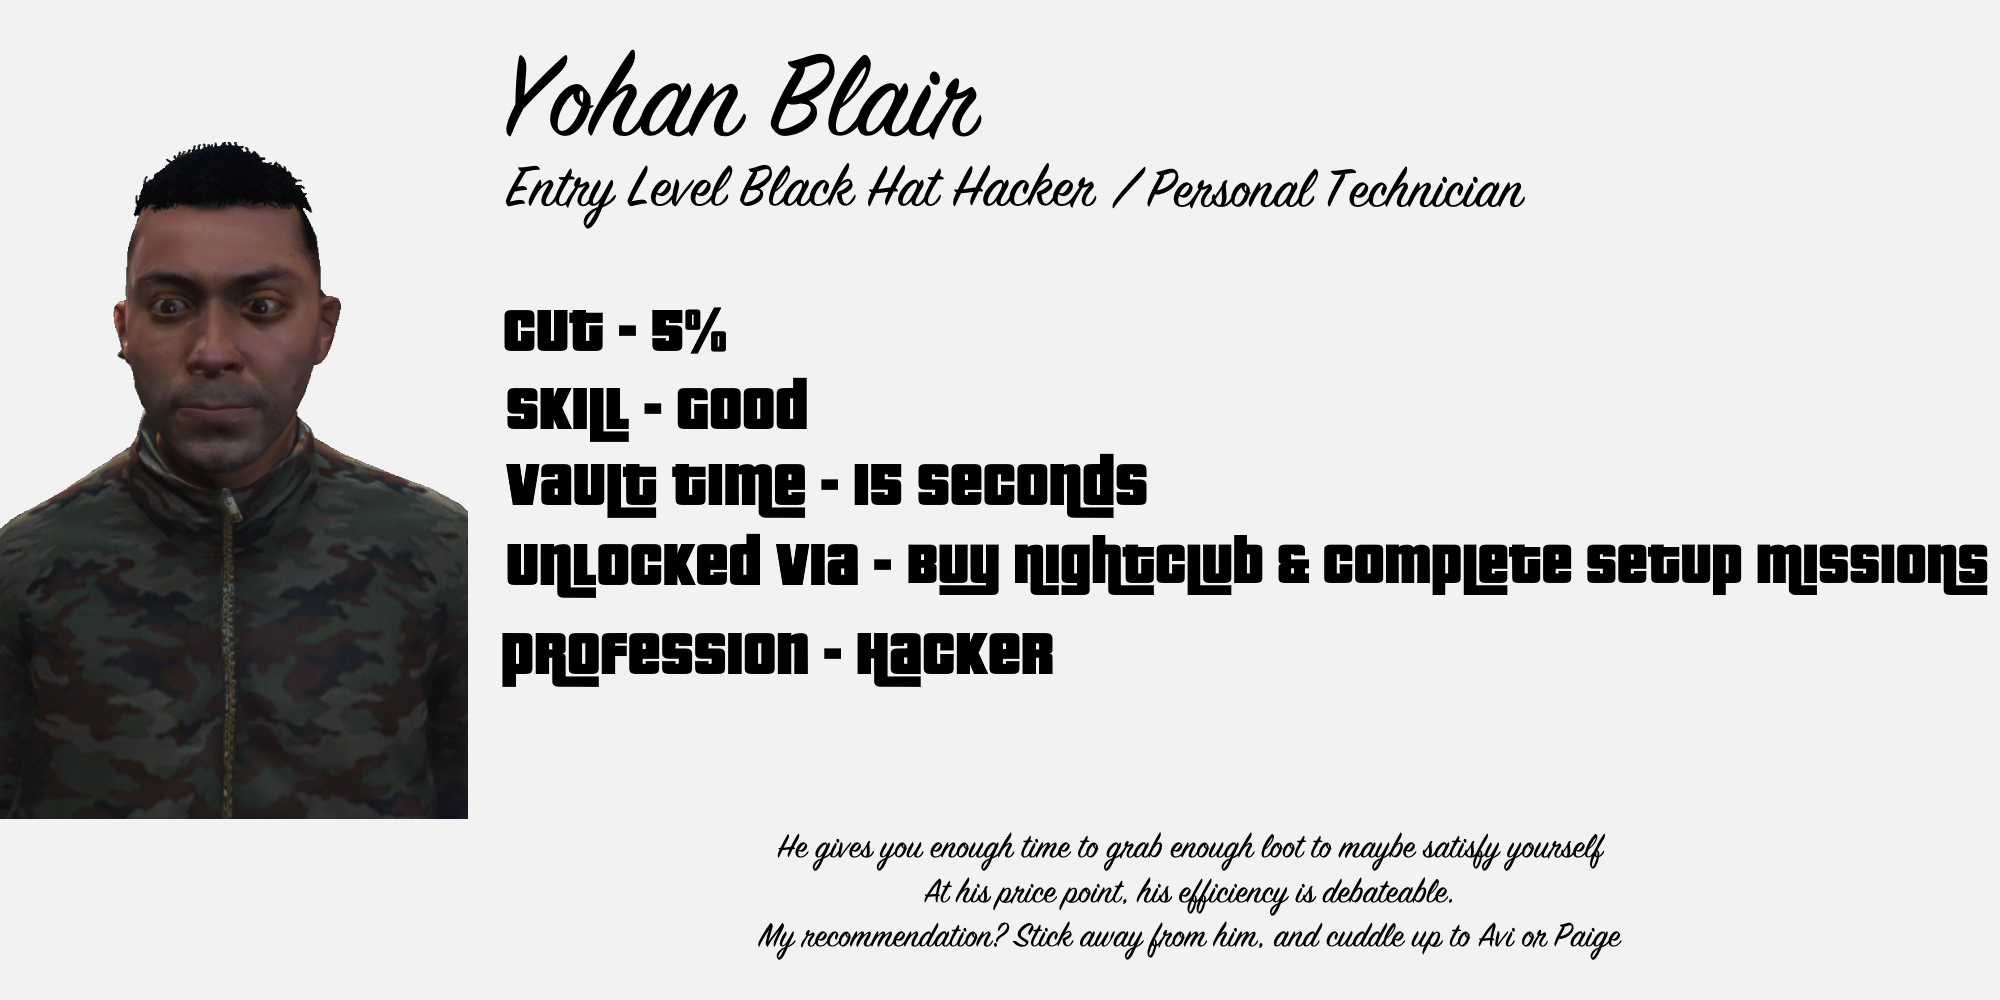 Yohan Blair
Entry Level Black Hat Hacker / Personal Technician
Cut - 5%
Skill - Good
Vault Time - 15 Seconds
Unlocked Via - Buy Nightclub & Complete Setup Missions
Profession - Hacker
He gives you enough time to grab enough loot to maybe satisfy yourself
At his price point, his efficiency is debateable.
My recommendation? Stick away from him, and cuddle up to Avi or Paige